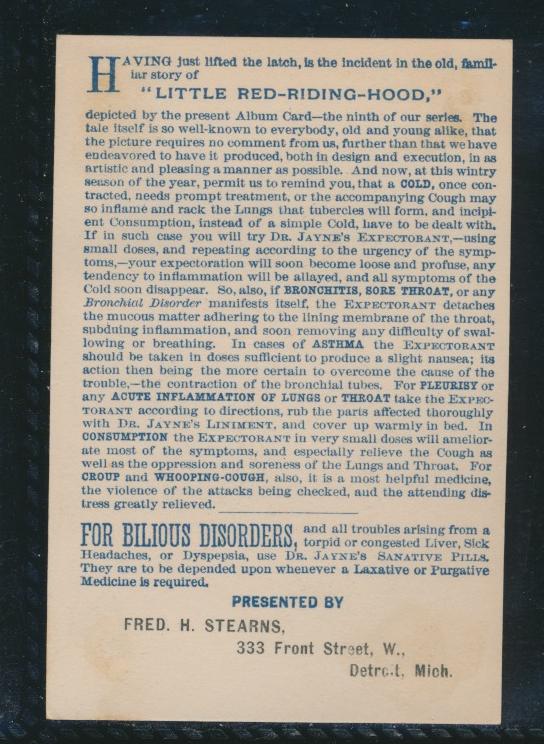 HAVING just lifted the latch, is the incident in the old, famil-
iar story of
"LITTLE RED-RIDING-HOOD,"
depicted by the present Album Card—the ninth of our series. The
tale itself is so well-known to everybody, old and young alike, that
the picture requires no comment from us, further than that we have
endeavored to have it produced, both in design and execution, in as
artistic and pleasing a manner as possible. And now, at this wintry
season of the year, permit us to remind you, that a COLD, once con-
tracted, needs prompt treatment, or the accompanying Cough may
so inflame and rack the Lungs that tubercles will form, and incipi-
ent Consumption, instead of a simple Cold, have to be dealt with.
If in such case you will try DR. JAYNE'S EXPECTORANT,—using
small doses, and repeating according to the urgency of the symp-
toms,—your expectoration will soon become loose and profuse, any
tendency to inflammation will be allayed, and all symptoms of the
Cold soon disappear. So, also, if BRONCHITIS, SORE THROAT, or any
Bronchial Disorder manifests itself, the EXPECTORANT detaches
the mucous matter adhering to the lining membrane of the throat,
subduing inflammation, and soon removing any difficulty of swal-
lowing or breathing. In cases of ASTHMA the EXPECTORANT
should be taken in doses sufficient to produce a slight nausea; its
action then being the more certain to overcome the cause of the
trouble,—the contraction of the bronchial tubes. For PLEURISY or
any ACUTE INFLAMMATION OF LUNGS or THROAT take the EXPEC-
TORANT according to directions, rub the parts affected thoroughly
with DR. JAYNE'S LINIMENT, and cover up warmly in bed. In
CONSUMPTION the EXPECTORANT in very small doses will amelior-
ate most of the symptoms, and especially relieve the Cough as
well as the oppression and soreness of the Lungs and Throat. For
CROUP and WHOOPING-COUGH, also, it is a most helpful medicine,
the violence of the attacks being checked, and the attending dis-
tress greatly relieved.
FOR BILIOUS DISORDERS, and all troubles arising from a
torpid or congested Liver, Sick
Headaches, or Dyspepsia, use DR. JAYNE'S SANATIVE PILLS.
They are to be depended upon whenever a Laxative or Purgative
Medicine is required.
PRESENTED BY
FRED. H. STEARNS,
333 Front Street, W.,
Detroit, Mich.